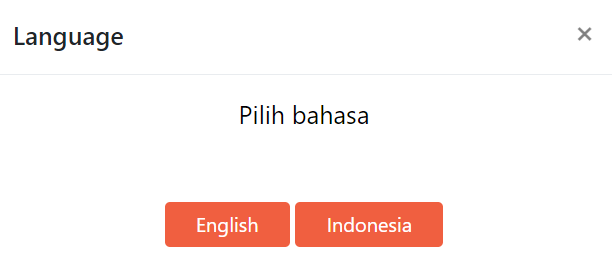 Language ×
Pilih bahasa
English Indonesia